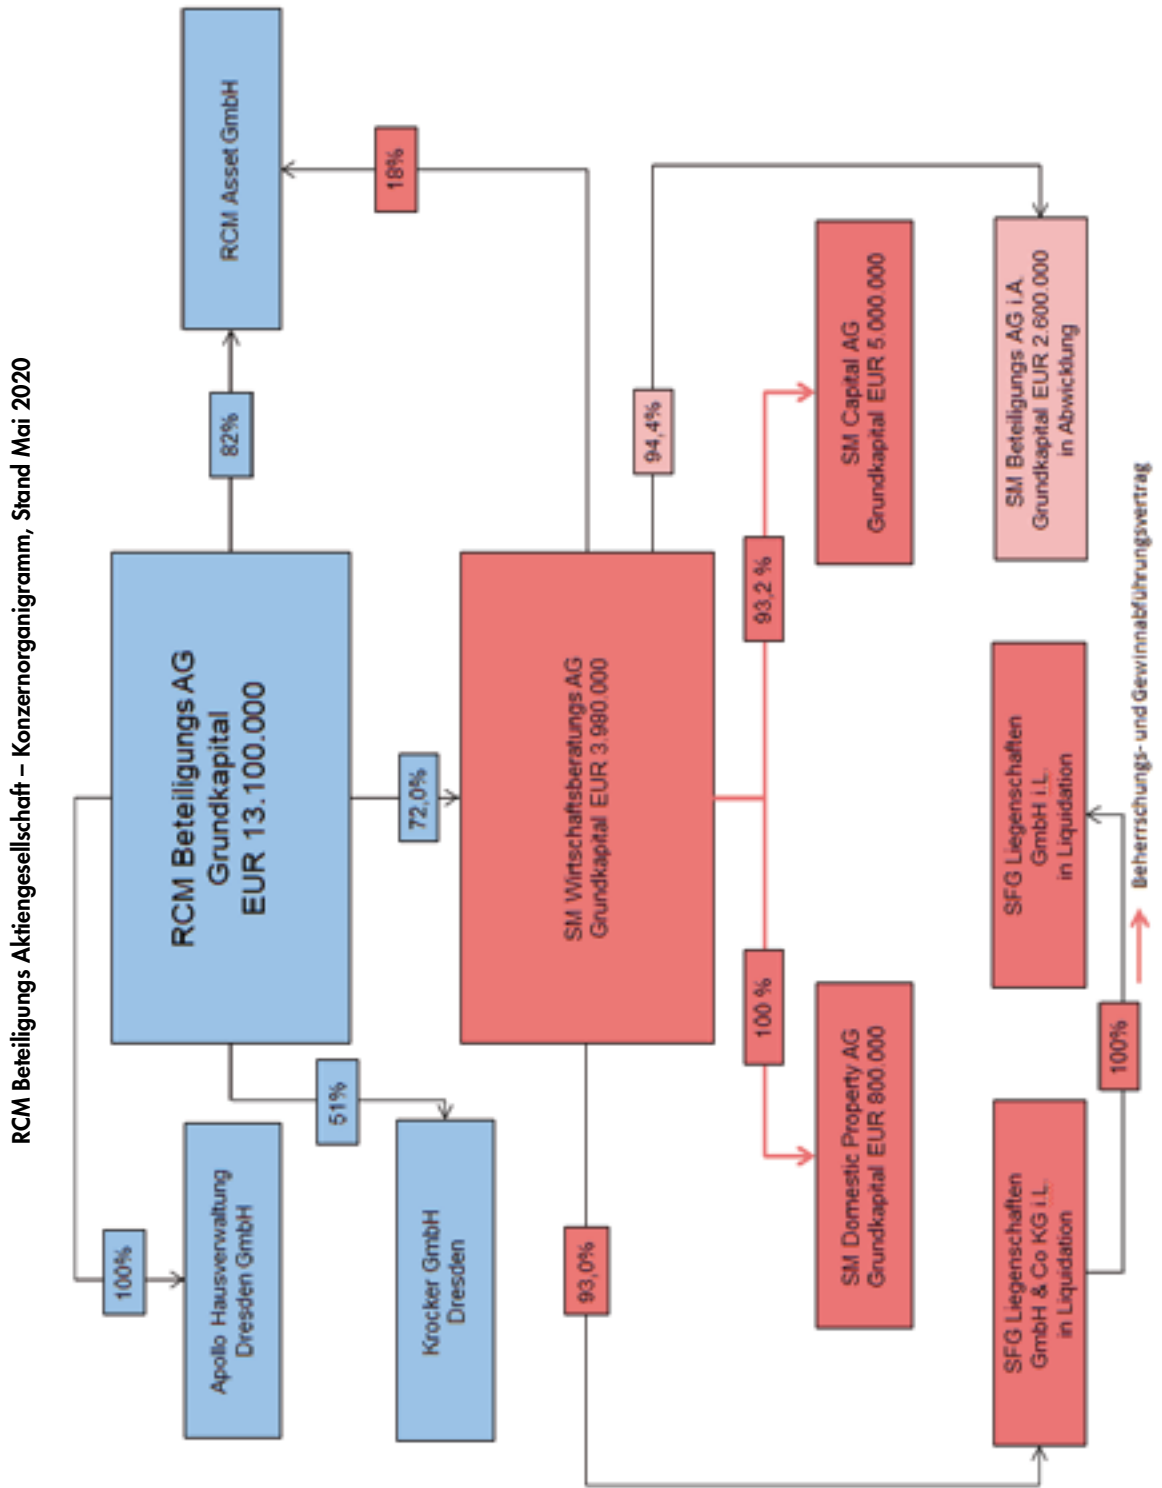 RCM Beteiligungs Aktiengesellschaft – Konzernorganigramm, Stand Mai 2020
100%
Apollo Hausverwaltung
Dresden GmbH
RCM Beteiligungs AG
Grundkapital
EUR 13.100.000
82%
RCM Asset GmbH
51%
Krocker GmbH
Dresden
72,0%
18%
SM Wirtschaftsberatungs AG
Grundkapital EUR 3.980.000
93,0%
94,4%
100 %
93,2 %
SM Domestic Property AG
Grundkapital EUR 800.000
SM Capital AG
Grundkapital EUR 5.000.000
SFG Liegenschaften
GmbH & Co KG i.L.
in Liquidation
SFG Liegenschaften
GmbH i.L.
in Liquidation
SM Beteiligungs AG i.A.
Grundkapital EUR 2.600.000
in Abwicklung
100%
Beherrschungs- und Gewinnabführungsvertrag